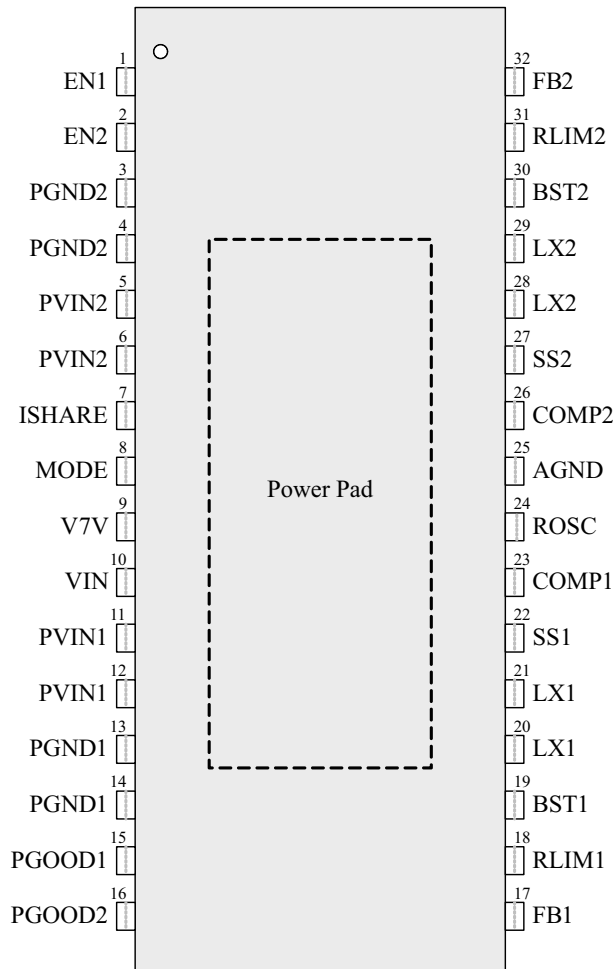 1
EN1
2
EN2
3
PGND2
4
PGND2
5
PVIN2
6
PVIN2
7
ISHARE
8
MODE
9
V7V
10
VIN
11
PVIN1
12
PVIN1
13
PGND1
14
PGND1
15
PGOOD1
16
PGOOD2
Power Pad
32
FB2
31
RLIM2
30
BST2
29
LX2
28
LX2
27
SS2
26
COMP2
25
AGND
24
ROSC
23
COMP1
22
SS1
21
LX1
20
LX1
19
BST1
18
RLIM1
17
FB1